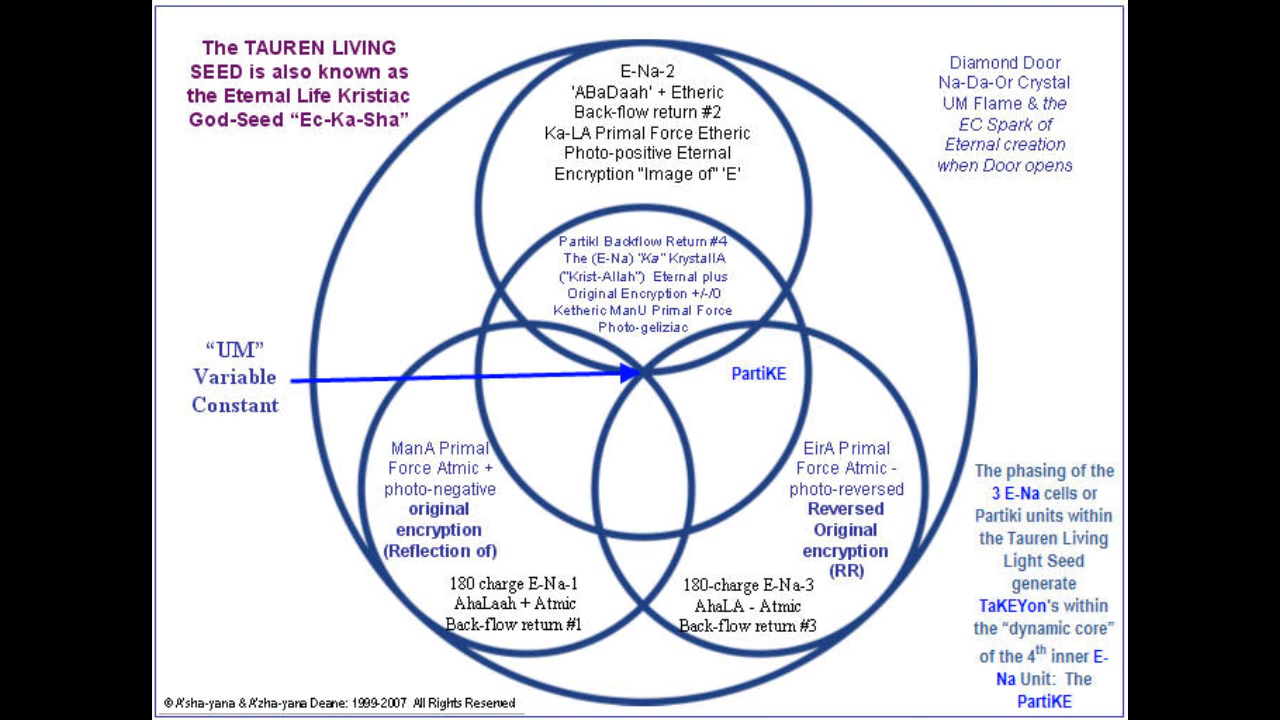 The TAUREN LIVING
SEED is also known as
the Eternal Life Kristiac
God-Seed “Ec-Ka-Sha”
E-Na-2
'ABaDaah' + Etheric
Back-flow return #2
Ka-LA Primal Force Etheric
Photo-positive Eternal
Encryption "Image of" 'E'
Diamond Door
Na-Da-Or Crystal
UM Flame & the
EC Spark of
Eternal creation
when Door opens
PartikI Backflow Return #4
The (E-Na) "Ka" KrystallA
("Krist-Allah") Eternal plus
Original Encryption +/-/0
Ketheric ManU Primal Force
Photo-geliziac
“UM”
Variable
Constant
PartiKE
ManA Primal
Force Atmic +
photo-negative
original
encryption
(Reflection of)
EirA Primal
Force Atmic -
photo-reversed
Reversed
Original
encryption
(RR)
180 charge E-Na-1
AhaLaah + Atmic
Back-flow return #1
180-charge E-Na-3
AhaLA - Atmic
Back-flow return #3
The phasing of the
3 E-Na cells or
Partiki units within
the Tauren Living
Light Seed
generate
TaKEYon's within
the “dynamic core”
of the 4th inner E-
Na Unit: The
PartiKE
© A'sha-yana & A'zha-yana Deane: 1999-2007 All Rights Reserved